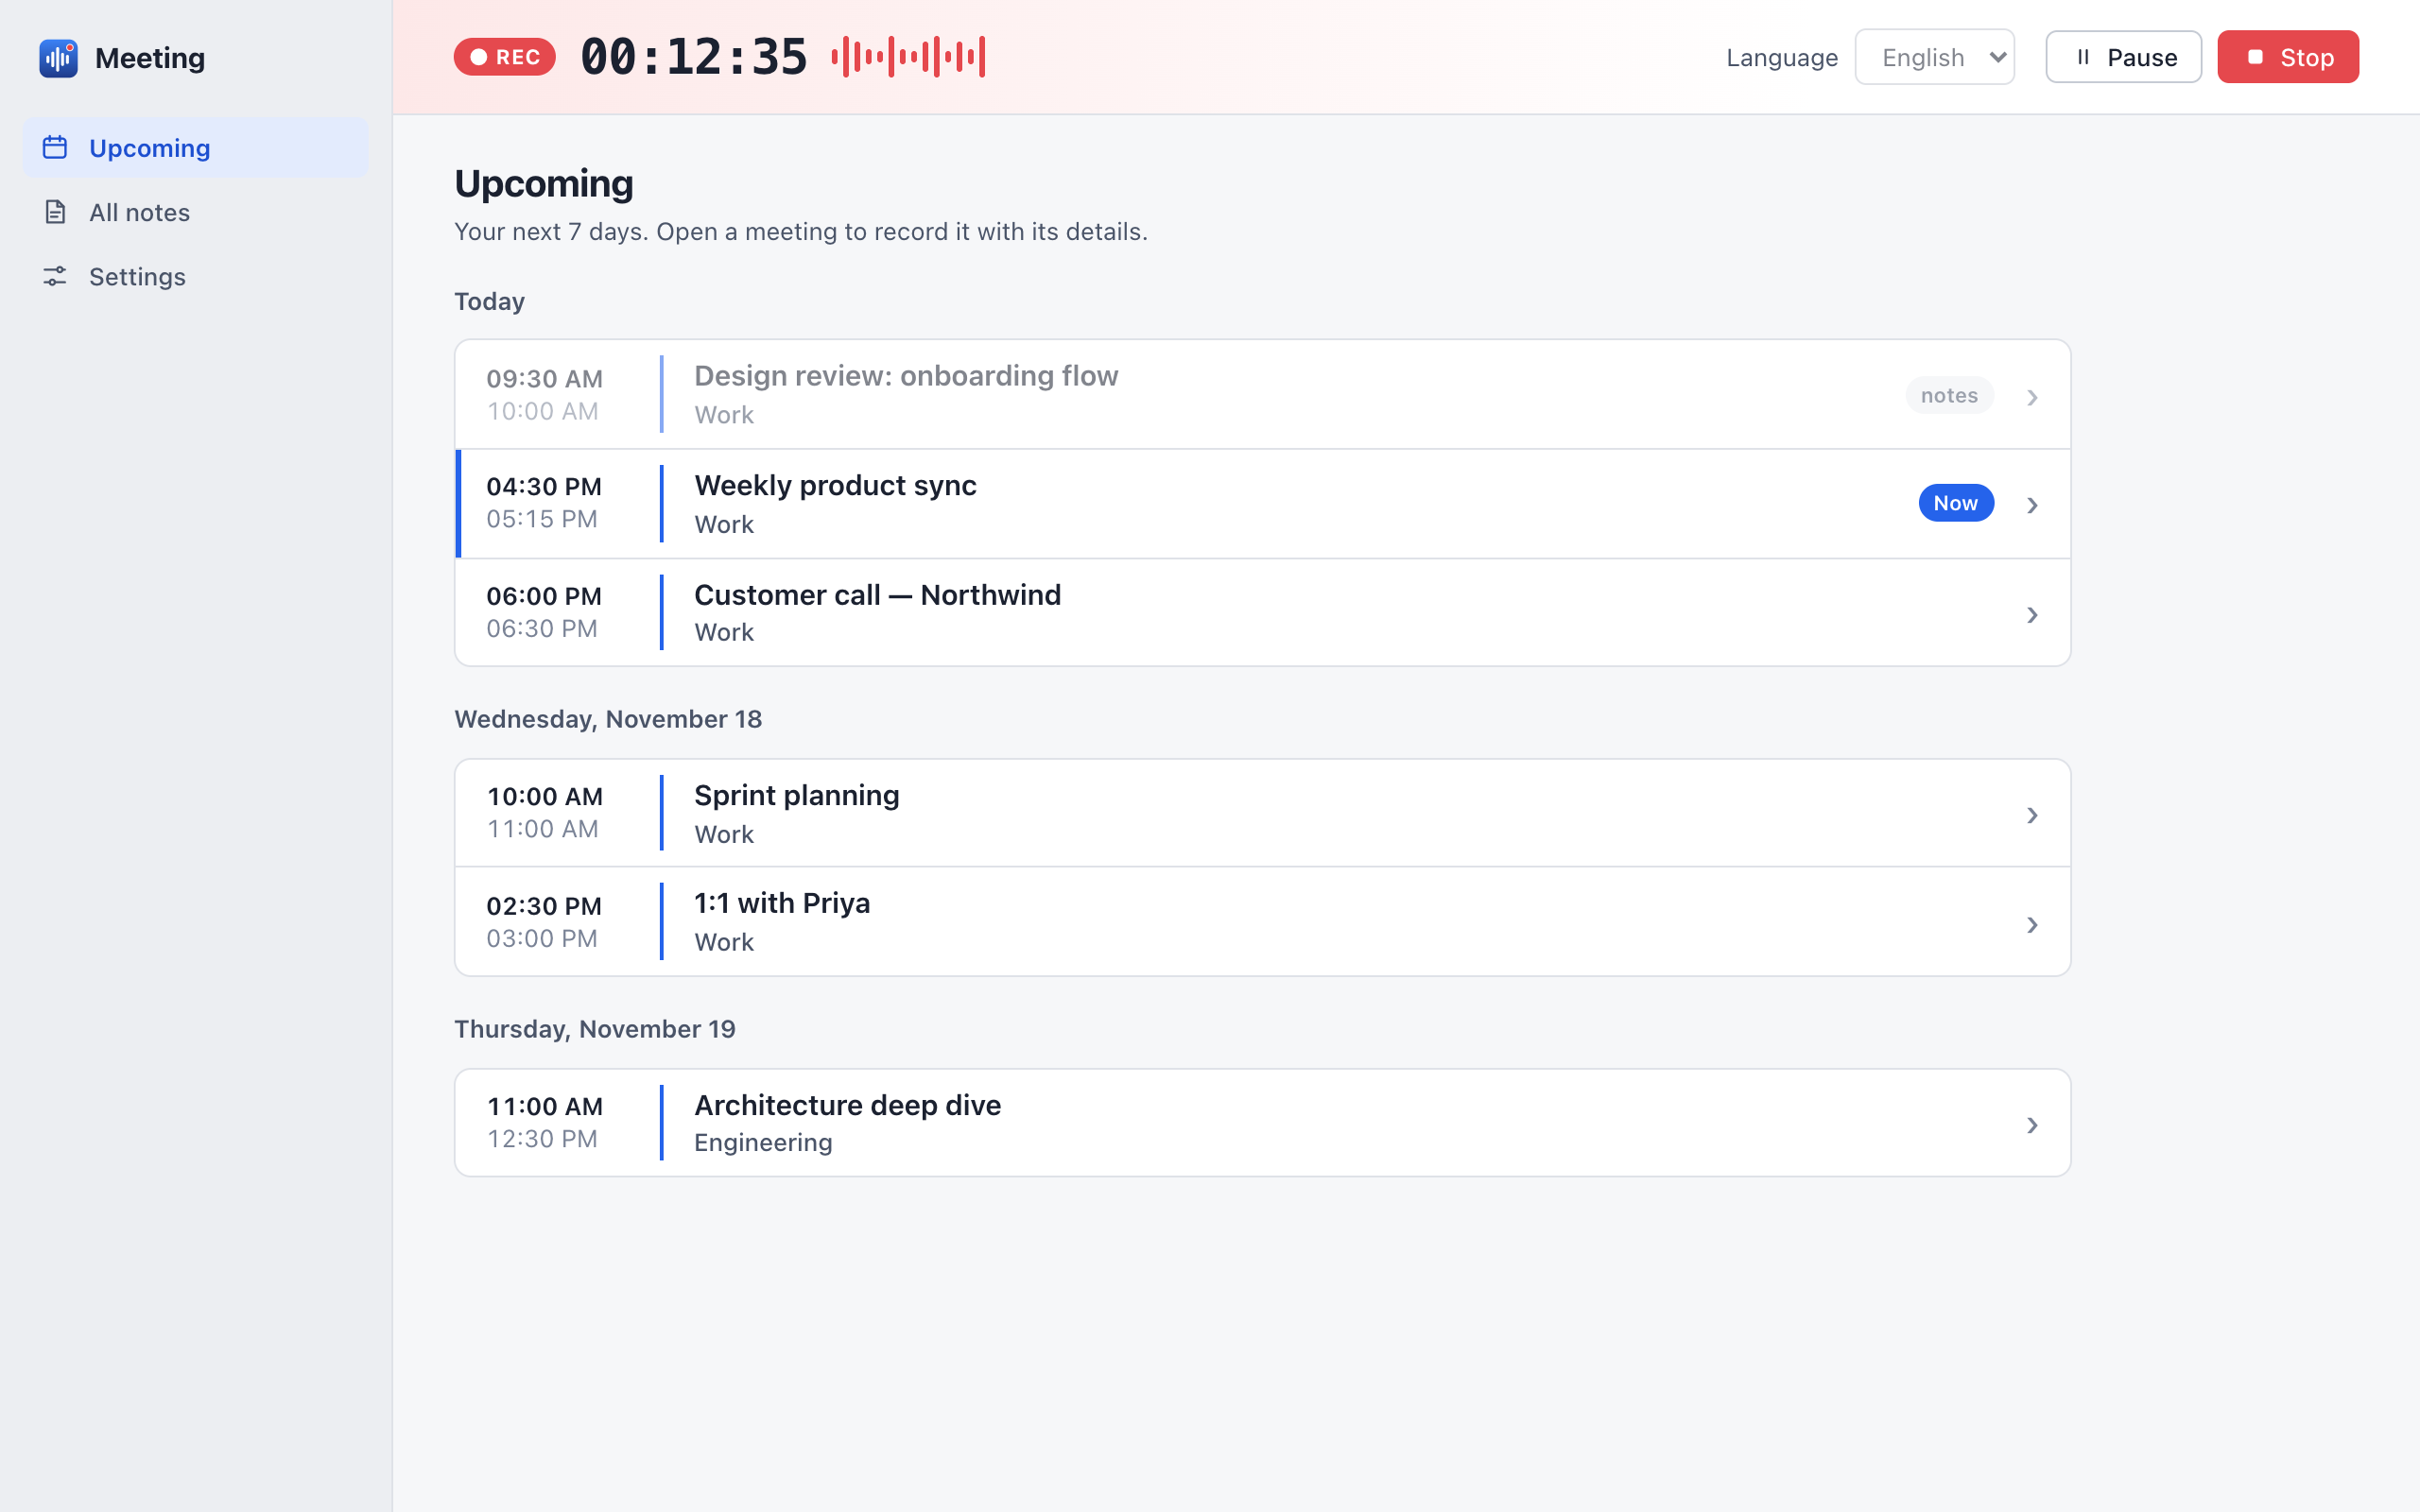 Meeting
Upcoming
All notes
Settings
REC 00:12:35
Language English Pause Stop
Upcoming
Your next 7 days. Open a meeting to record it with its details.
Today
09:30 AM
10:00 AM
Design review: onboarding flow
Work
notes
04:30 PM
05:15 PM
Weekly product sync
Work
Now
06:00 PM
06:30 PM
Customer call — Northwind
Work
Wednesday, November 18
10:00 AM
11:00 AM
Sprint planning
Work
02:30 PM
03:00 PM
1:1 with Priya
Work
Thursday, November 19
11:00 AM
12:30 PM
Architecture deep dive
Engineering